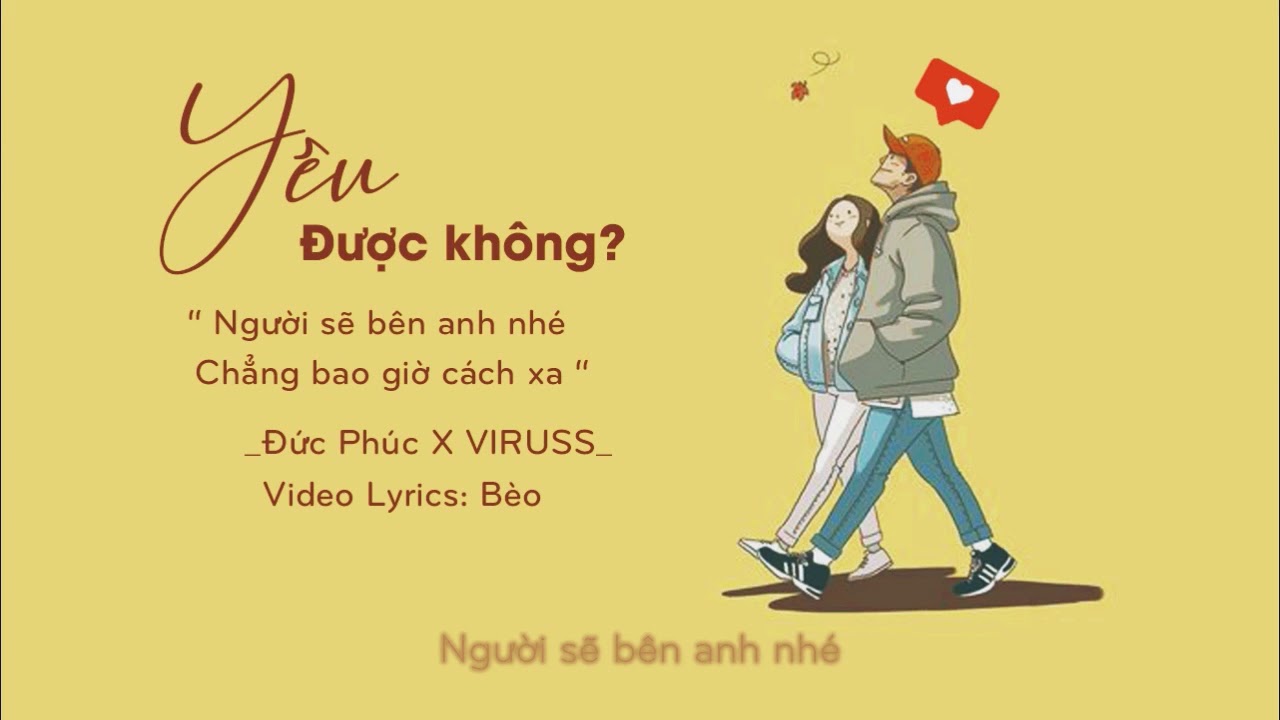 Yêu
Được không?
" Người sẽ bên anh nhé
Chẳng bao giờ cách xa "
_Đức Phúc X VIRUSS_
Video Lyrics: Bèo
Người sẽ bên anh nhé